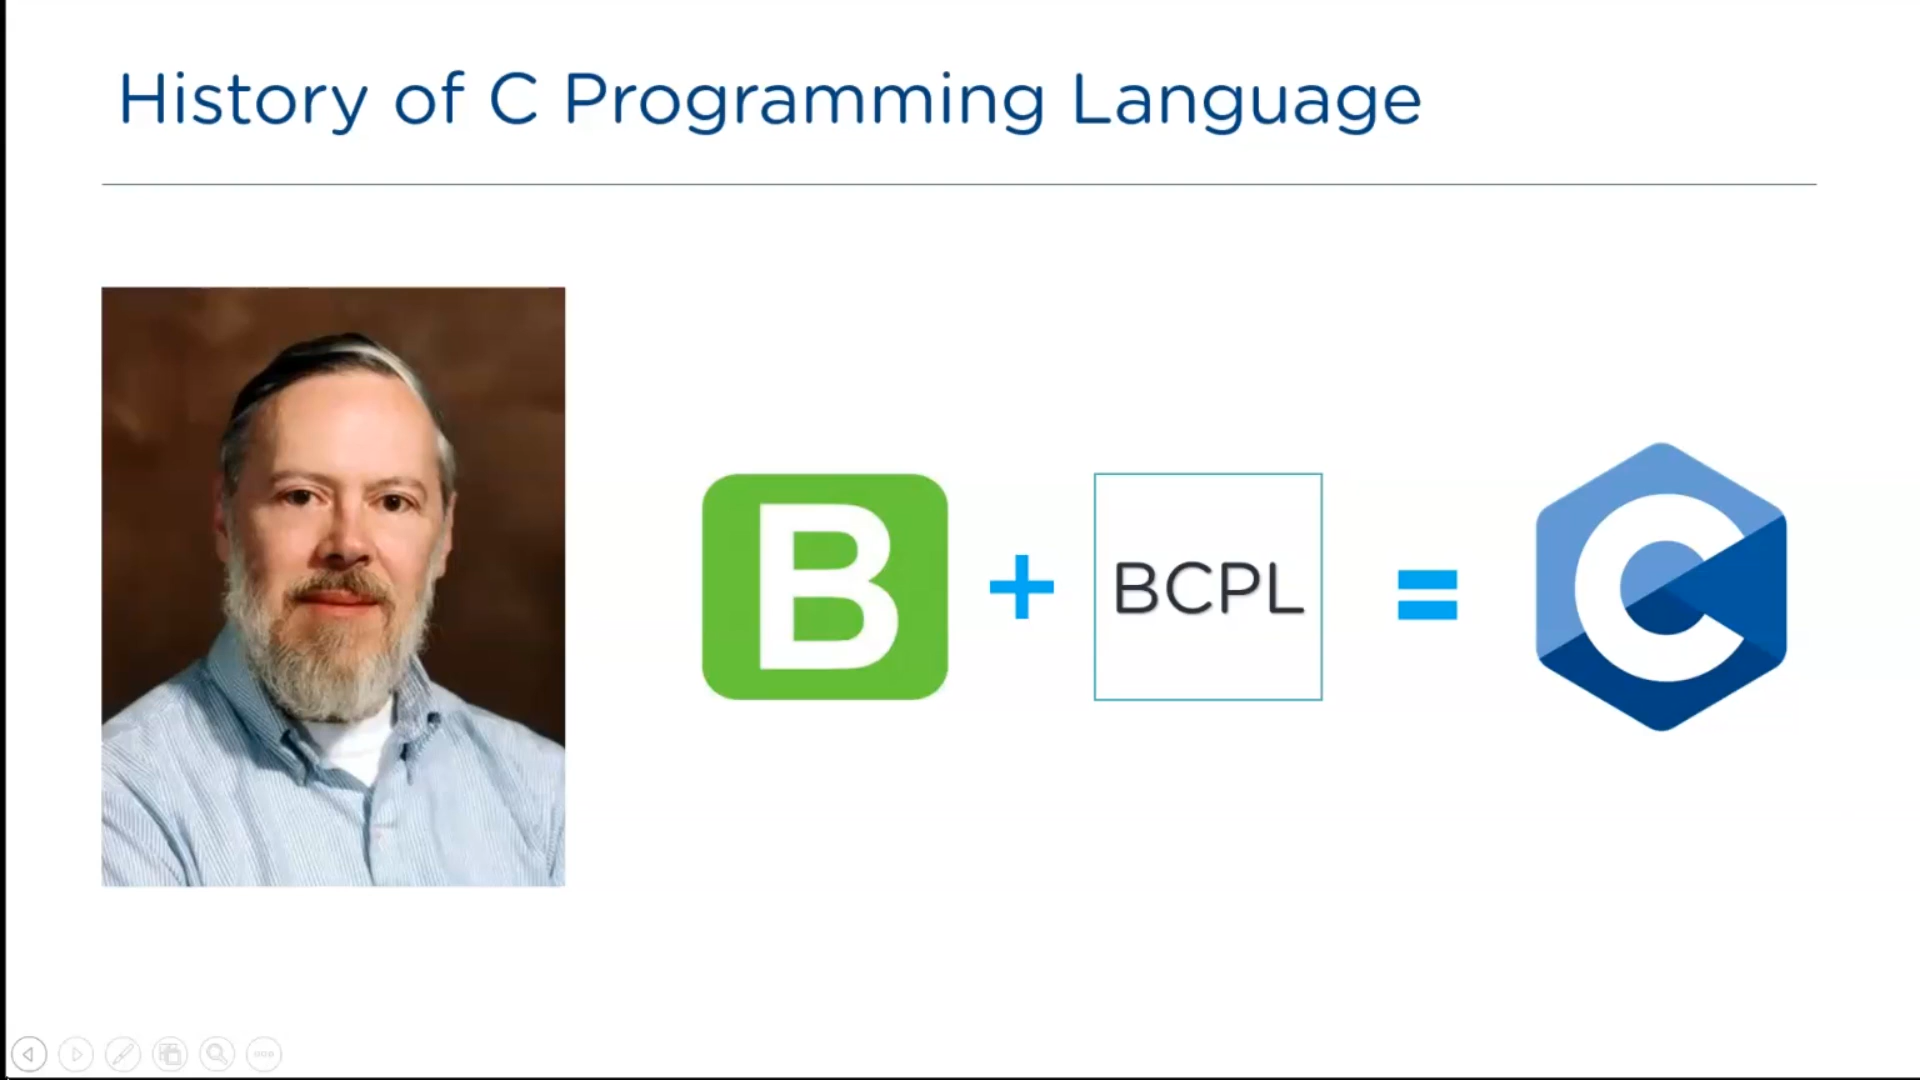 History of C Programming Language
B + BCPL = C